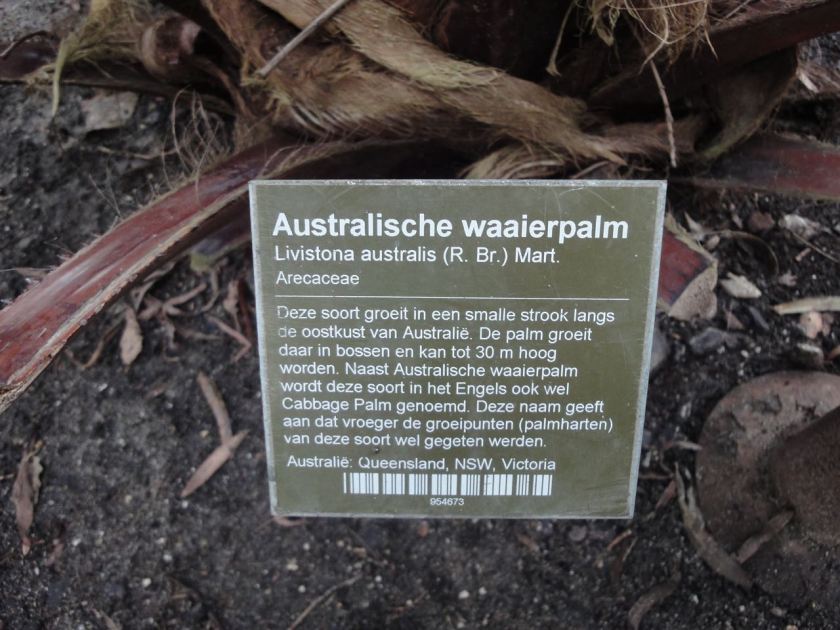 Australische waaierpalm
Livistona australis (R. Br.) Mart.
Arecaceae
Deze soort groeit in een smalle strook langs
de oostkust van Australië. De palm groeit
daar in bossen en kan tot 30 m hoog
worden. Naast Australische waaierpalm
wordt deze soort in het Engels ook wel
Cabbage Palm genoemd. Deze naam geeft
aan dat vroeger de groeipunten (palmharten)
van deze soort wel gegeten werden.
Australië: Queensland, NSW, Victoria
954673